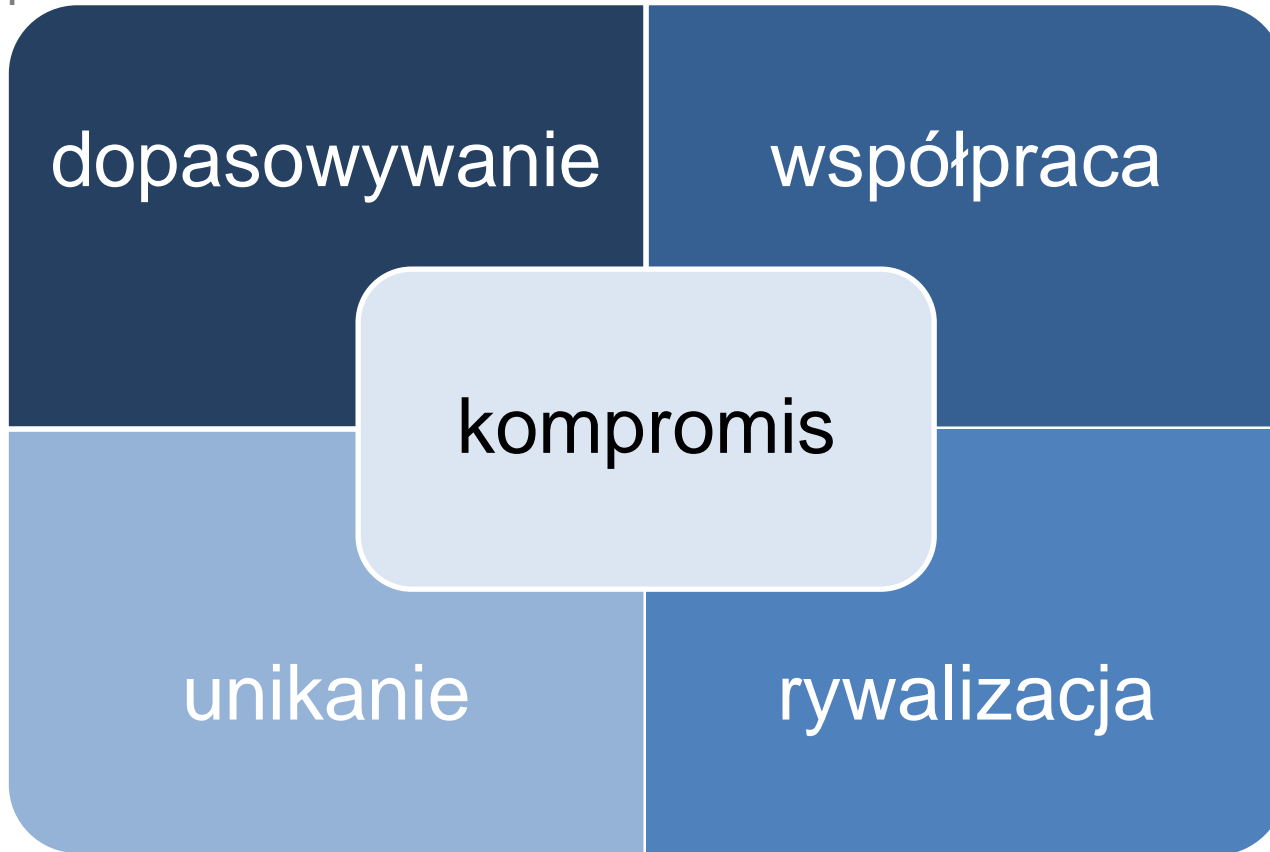 dopasowywanie
współpraca
kompromis
unikanie
rywalizacja